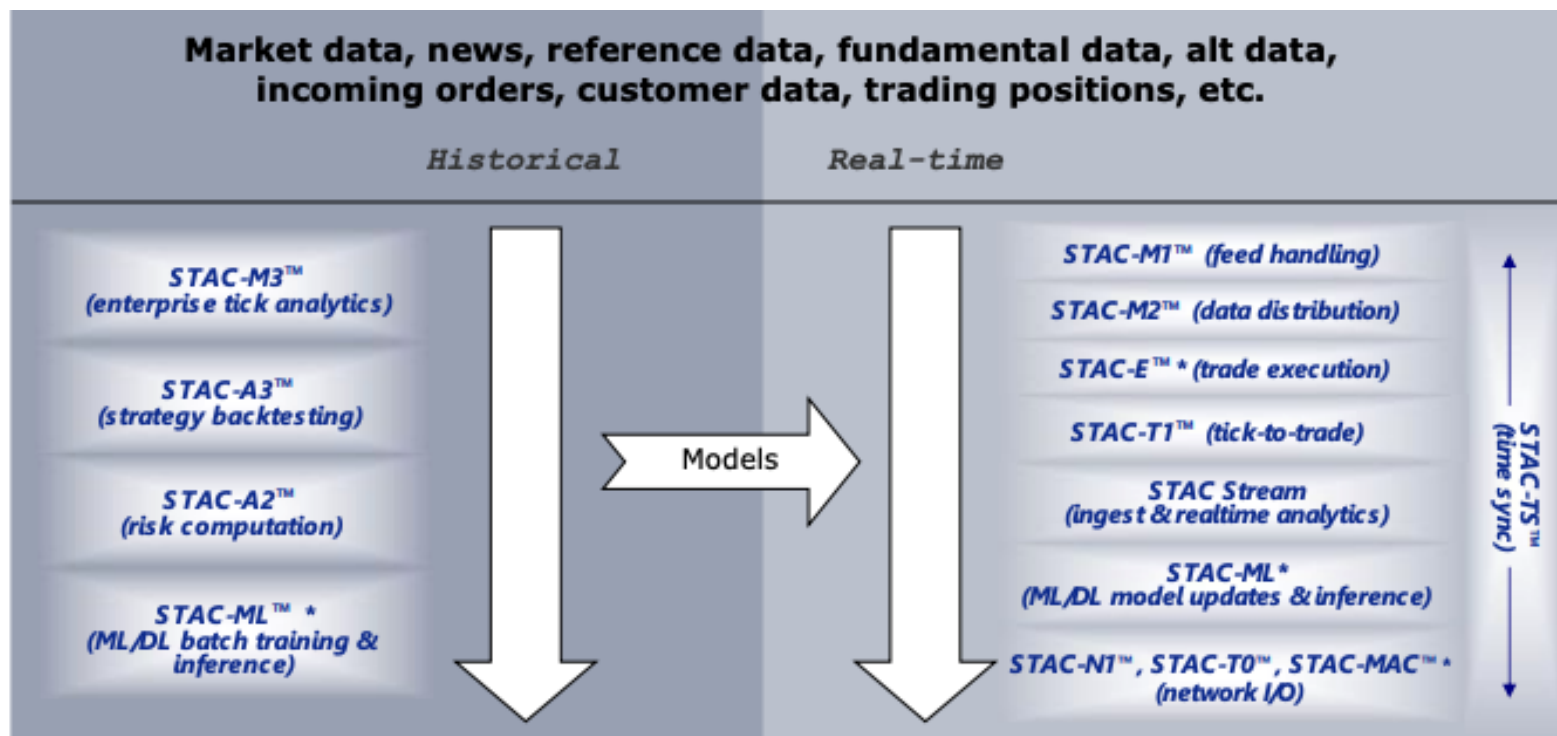 Market data, news, reference data, fundamental data, alt data,
incoming orders, customer data, trading positions, etc.
Historical
Real-time
STAC-M3™
(enterprise tick analytics)
STAC-A3™
(strategy backtesting)
STAC-A2™
(risk computation)
STAC-ML™ *
(ML/DL batch training &
inference)
Models
STAC-M1™ (feed handling)
STAC-M2™ (data distribution)
STAC-E™ * (trade execution)
STAC-T1™ (tick-to-trade)
STAC Stream
(ingest & realtime analytics)
STAC-ML*
(ML/DL model updates & inference)
STAC-N1™, STAC-T0™, STAC-MAC™ *
(network I/O)
STAC-TS™
(time sync)